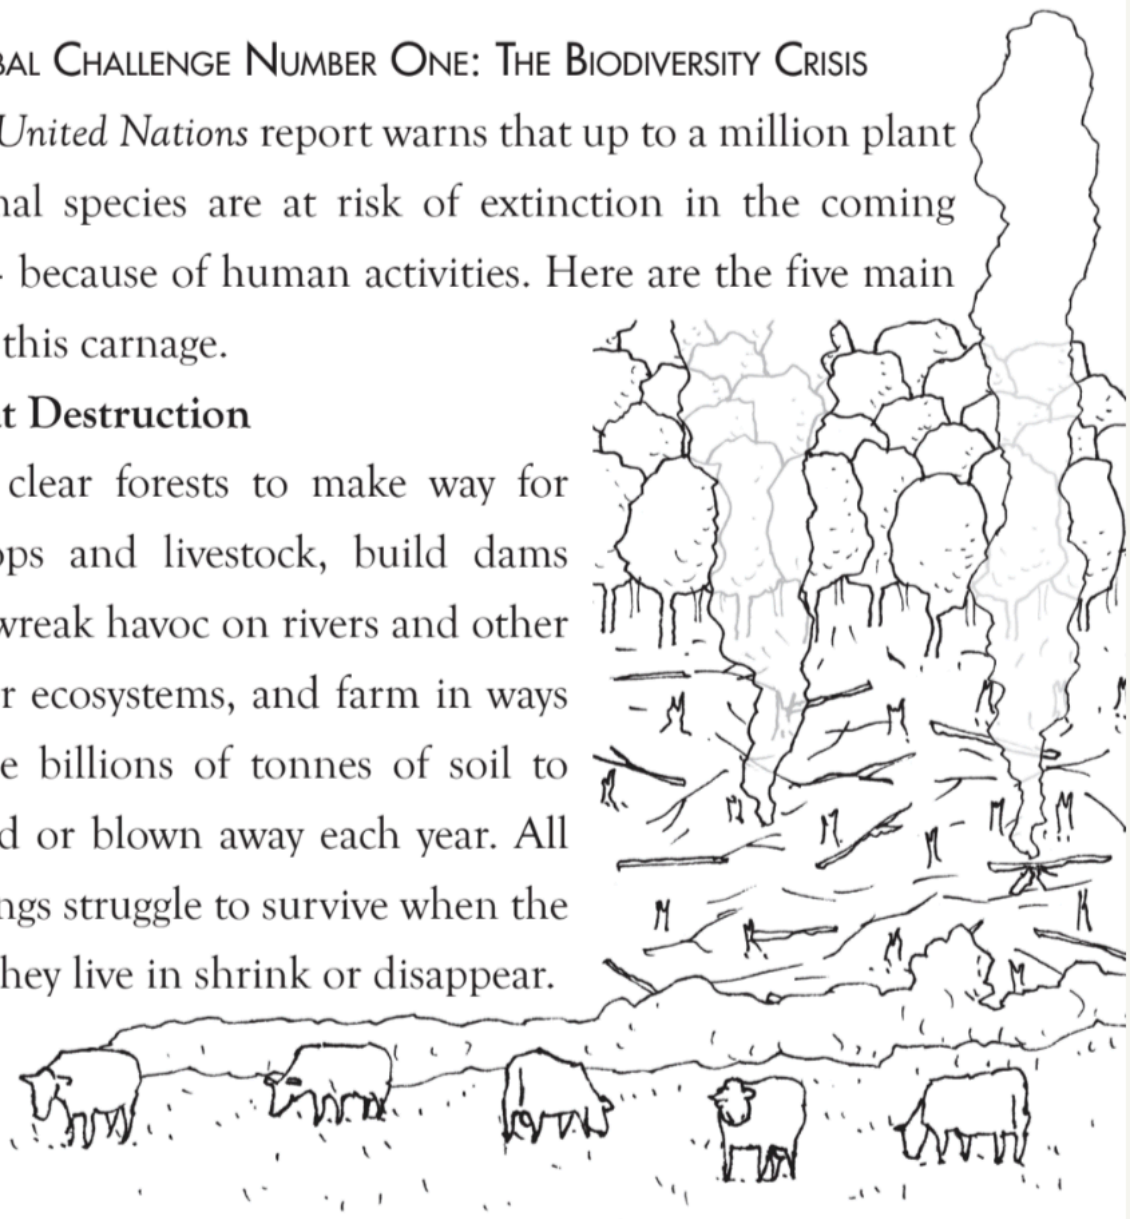 BAL CHALLENGE NUMBER ONE: THE BIODIVERSITY CRISIS
United Nations report warns that up to a million plant
nal species are at risk of extinction in the coming
- because of human activities. Here are the five main
this carnage.
t Destruction
clear forests to make way for
ops and livestock, build dams
wreak havoc on rivers and other
r ecosystems, and farm in ways
e billions of tonnes of soil to
d or blown away each year. All
ngs struggle to survive when the
hey live in shrink or disappear.